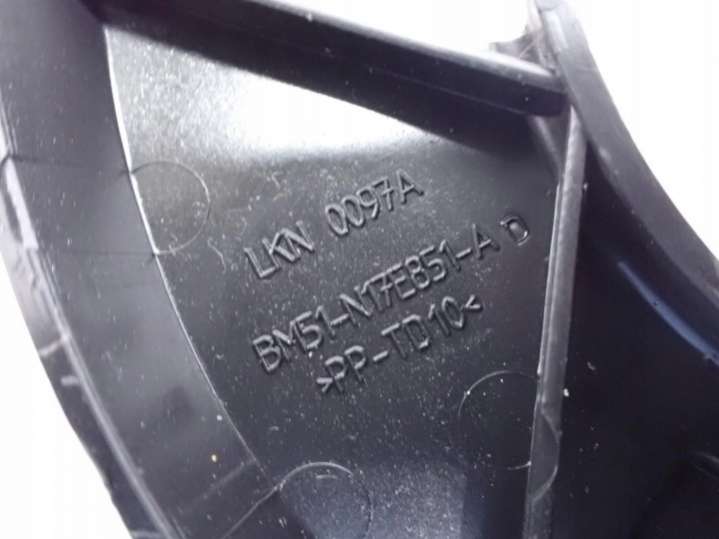 LKN 0097A
BM51-N17E851-A D
>PP-TD10<